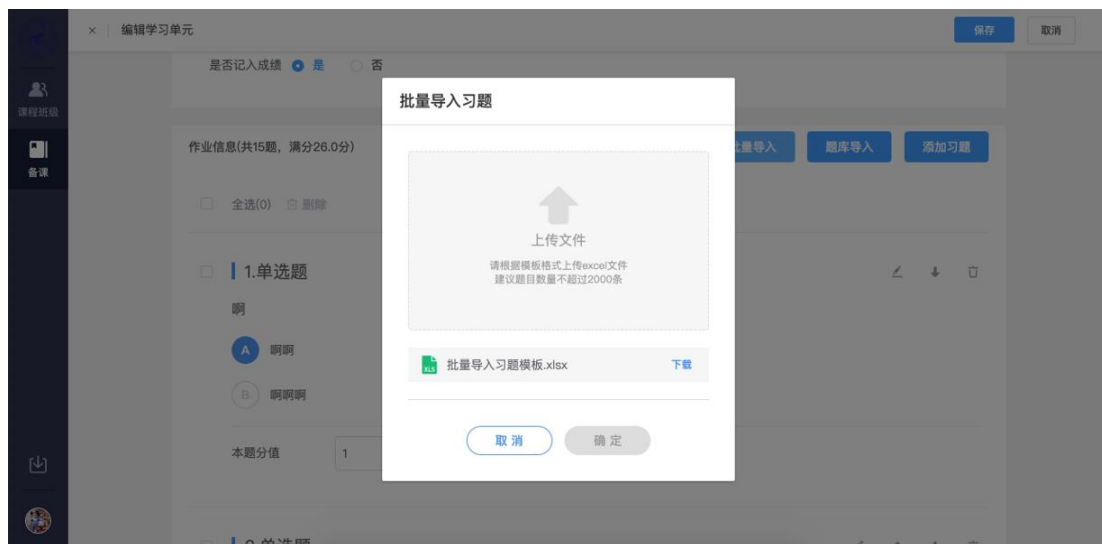 × 编辑学习单元
保存
取消
课程班级
备课
是否记入成绩 是 否
批量导入习题
作业信息(共15题，满分26.0分)
量导入
题库导入
添加习题
全选(0) 删除
上传文件
请根据模板格式上传excel文件
建议题目数量不超过2000条
1.单选题
啊
A 啊啊
B 啊啊啊
XLS 批量导入习题模板.xlsx 下载
取消 确定
本题分值 1
2.单选题